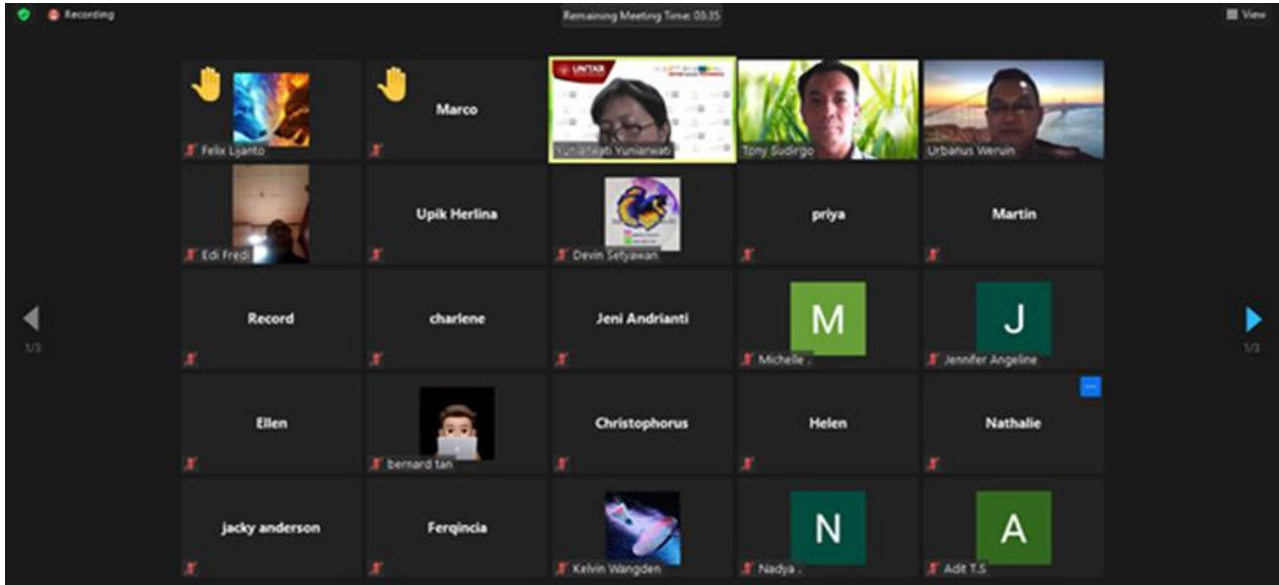 Recording
Remaining Meeting Time: 03:35
View
Felix Lijanto
Marco
UNTAR
Yuniarwati Yuniarwati
Tony Sudirgo
Urbanus Weruin
Edi Fredi
Upik Herlina
Devin Setyawan
priya
Martin
Record
charlene
Jeni Andrianti
M
Michelle .
J
Jennifer Angeline
1/3
1/3
Ellen
bernard tan
Christophorus
Helen
Nathalie
jacky anderson
Ferqincia
Kelvin Wangden
N
Nadya .
A
Adit T.S